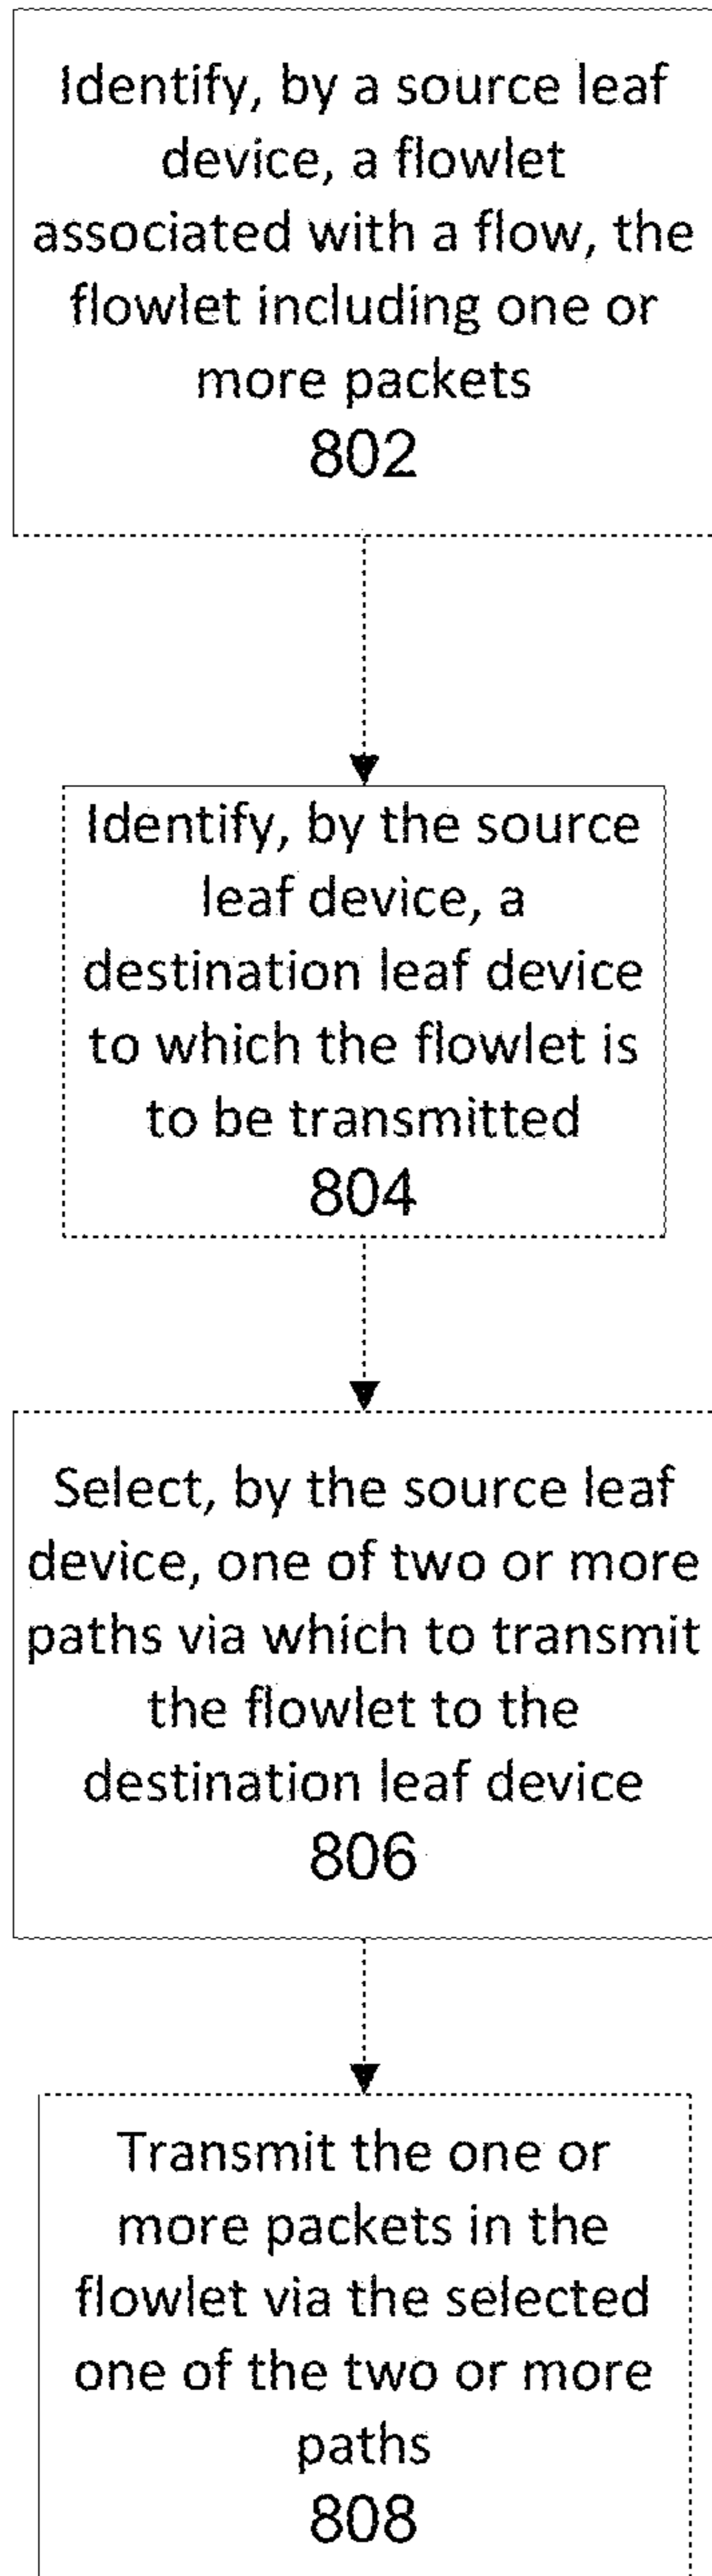 Identify, by a source leaf
device, a flowlet
associated with a flow, the
flowlet including one or
more packets
802
Identify, by the source
leaf device, a
destination leaf device
to which the flowlet is
to be transmitted
804
Select, by the source leaf
device, one of two or more
paths via which to transmit
the flowlet to the
destination leaf device
806
Transmit the one or
more packets in the
flowlet via the selected
one of the two or more
paths
808